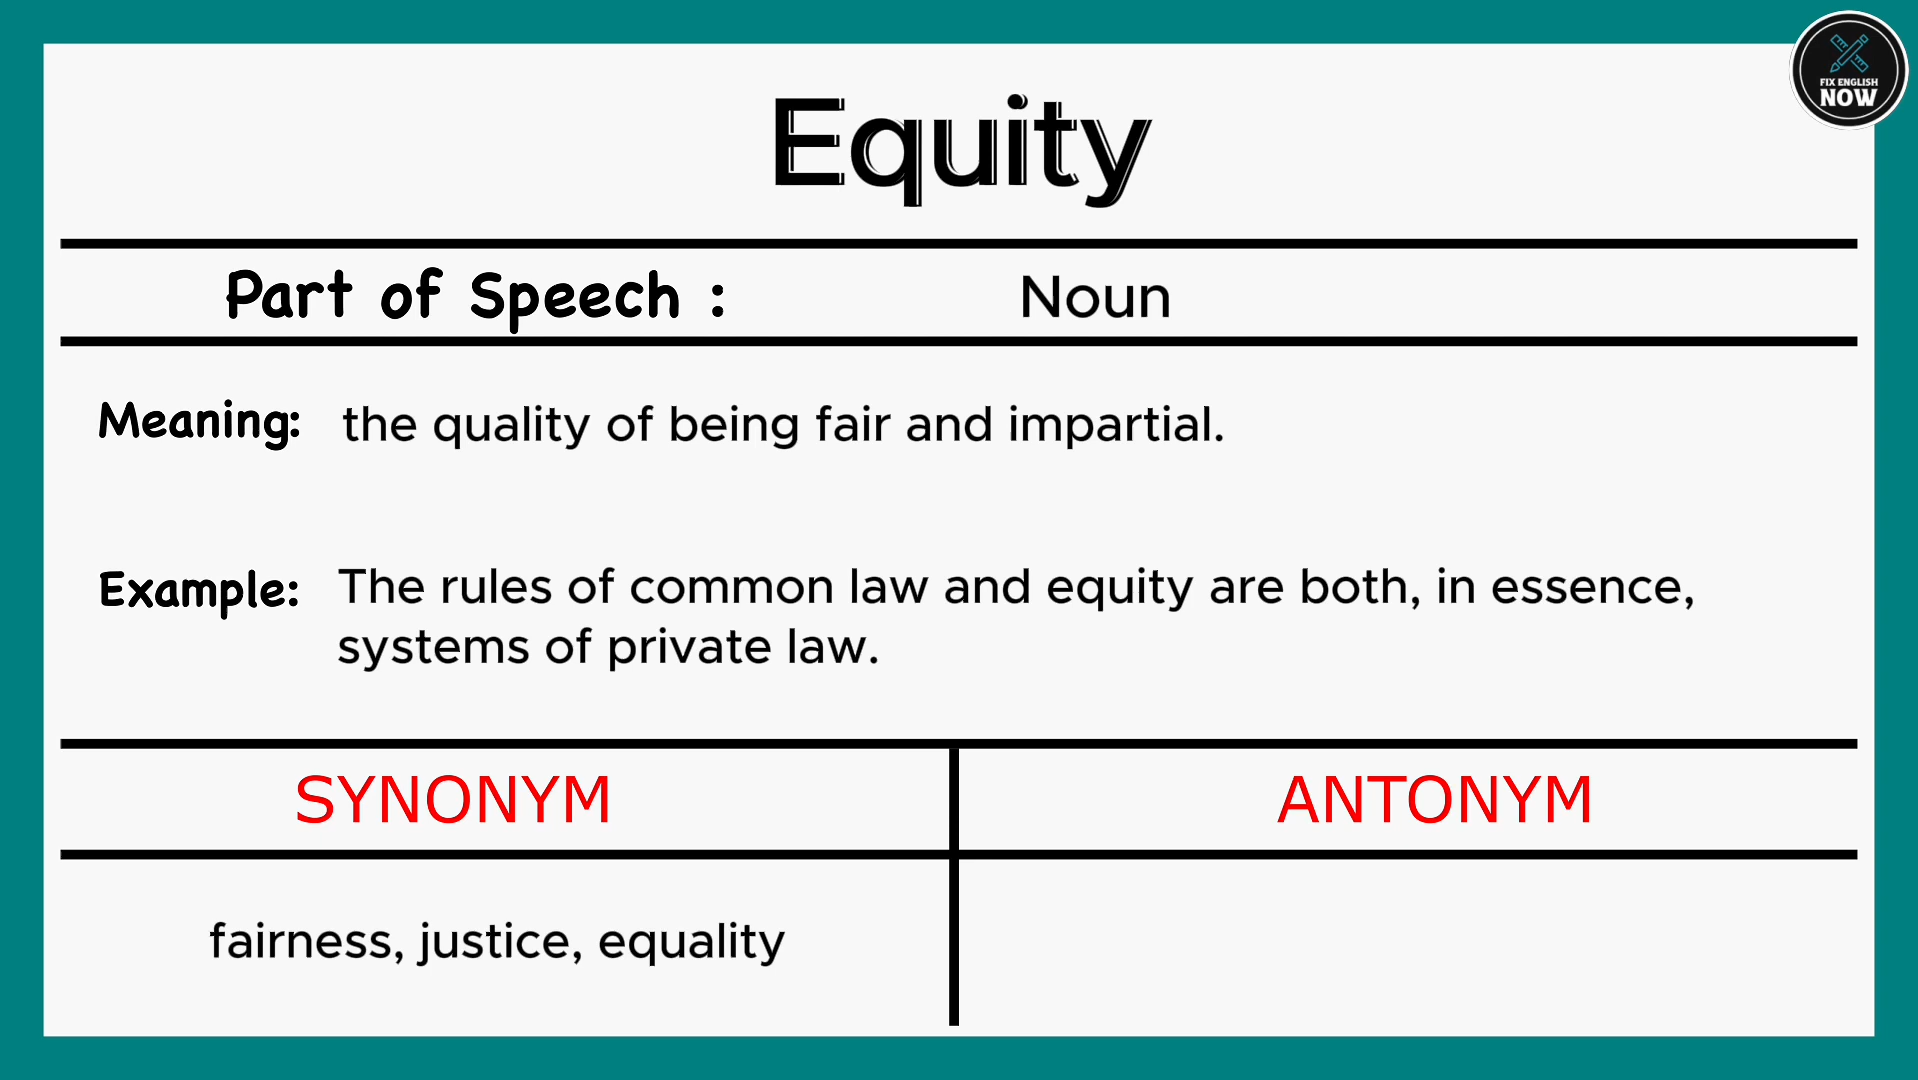 FIX ENGLISH
NOW
Equity
Part of Speech : Noun
Meaning: the quality of being fair and impartial.
Example: The rules of common law and equity are both, in essence,
systems of private law.
SYNONYM ANTONYM
fairness, justice, equality